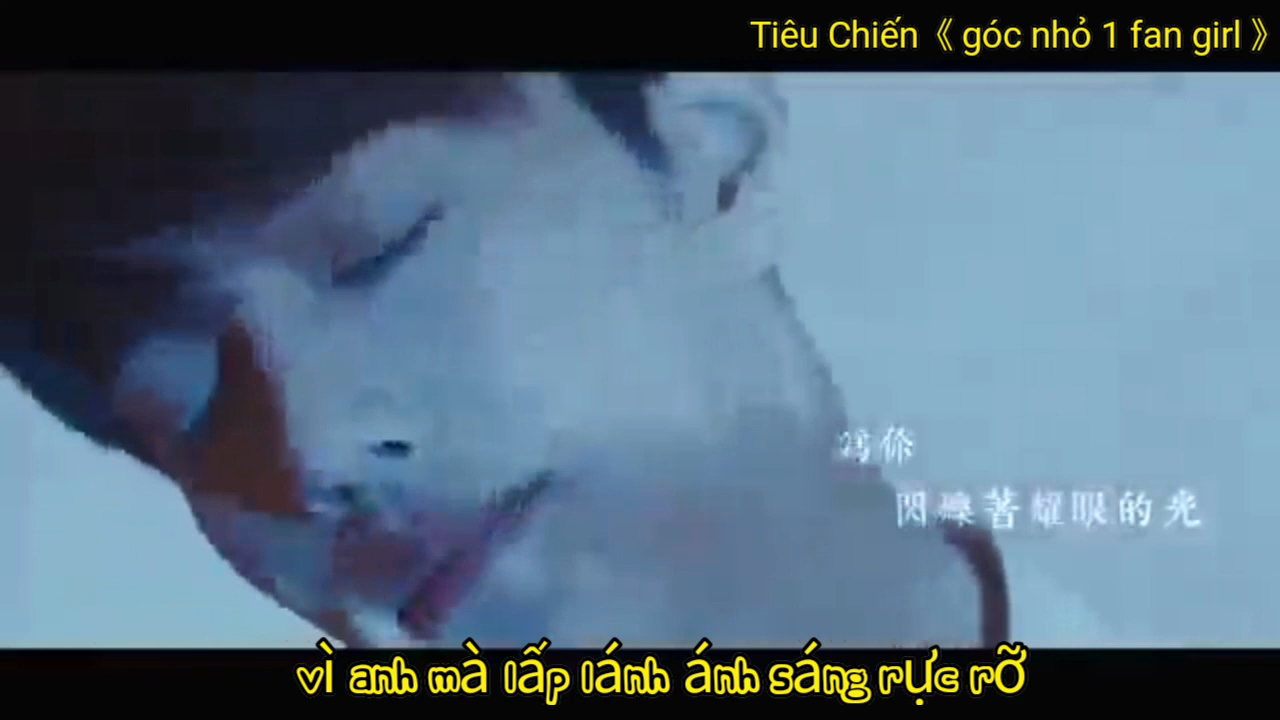 Tiêu Chiến《 góc nhỏ 1 fan girl 》
為你
閃爍著耀眼的光
vì anh mà lấp lánh ánh sáng rực rỡ